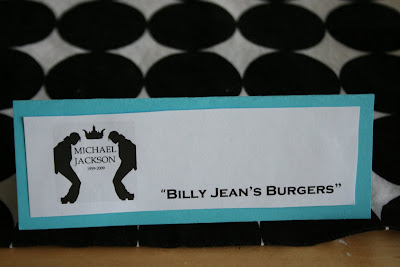 MICHAEL
JACKSON
1958-2009
"BILLY JEAN'S BURGERS"